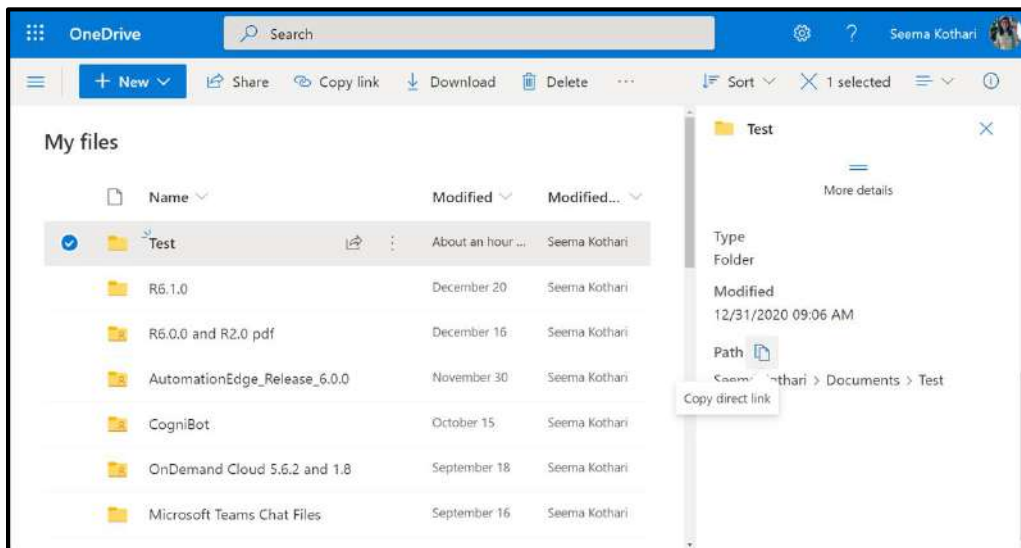 OneDrive Search Seema Kothari
New Share Copy link Download Delete ... Sort 1 selected
My files
Name Modified Modified...
Test About an hour ... Seema Kothari
R6.1.0 December 20 Seema Kothari
R6.0.0 and R2.0 pdf December 16 Seema Kothari
AutomationEdge_Release_6.0.0 November 30 Seema Kothari
CogniBot October 15 Seema Kothari
OnDemand Cloud 5.6.2 and 1.8 September 18 Seema Kothari
Microsoft Teams Chat Files September 16 Seema Kothari
Test
More details
Type
Folder
Modified
12/31/2020 09:06 AM
Path
> Documents > Test
Copy direct link